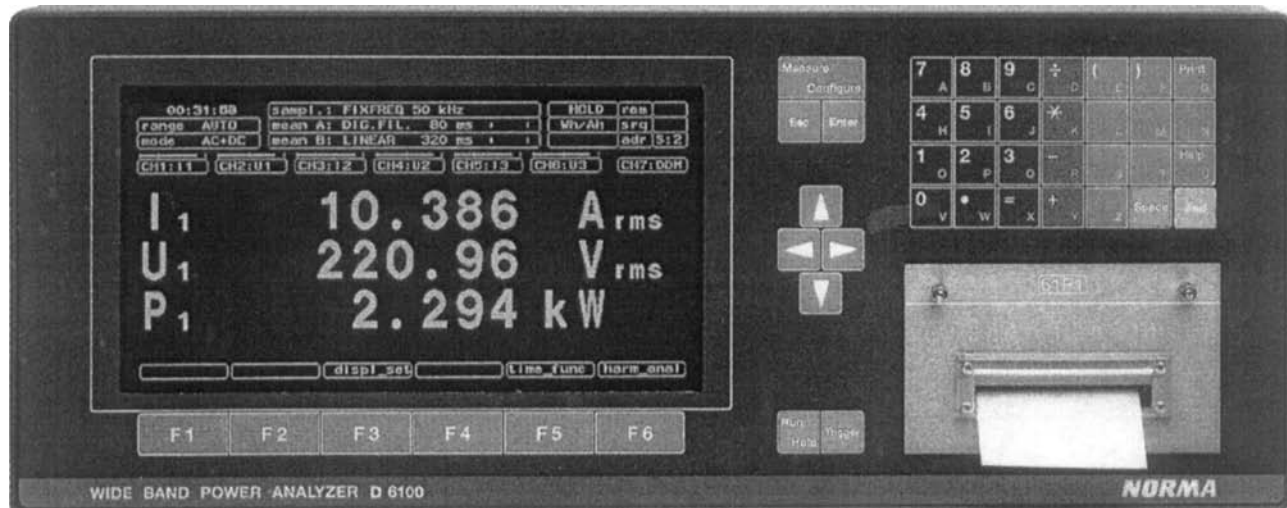 00:31:
sampl.: FIXFREQ 50 kHz
HOLD rem
range AUTO
mean A: DIG.FIL. 80 ms
Wh/Ah srq
mode AC+DC
mean B: LINEAR 320 ms
adr 5:2
CH1:I1 CH2:U1 CH3:I2 CH4:U2 CH5:I3 CH6:U3 CH7:DDM
I1 10.386 A rms
U1 220.96 V rms
P1 2.294 kW
displ_set time_func harm_anal
F1 F2 F3 F4 F5 F6
Measure
Configure
Esc Enter
Run
Hold Trigger
7 A 8 B 9 C ÷ D ( E ) F Print G
4 H 5 I 6 J * K M N
1 O 2 P 3 Q - R S T Help U
0 V • W = X + Y Z Space
61P1
WIDE BAND POWER ANALYZER D 6100
NORMA